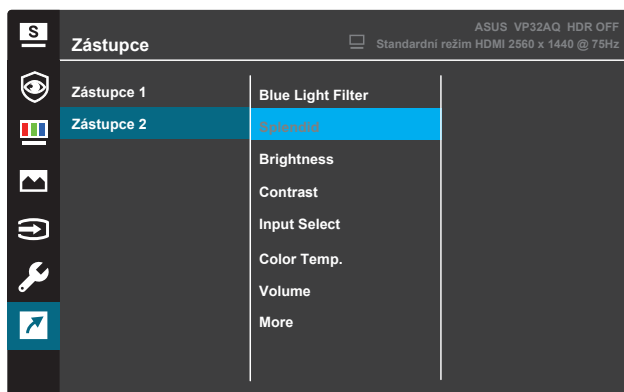 S
ASUS VP32AQ HDR OFF
Zástupce
Standardní režim HDMI 2560 x 1440 @ 75Hz
Zástupce 1
Zástupce 2
Blue Light Filter
Splendid
Brightness
Contrast
Input Select
Color Temp.
Volume
More